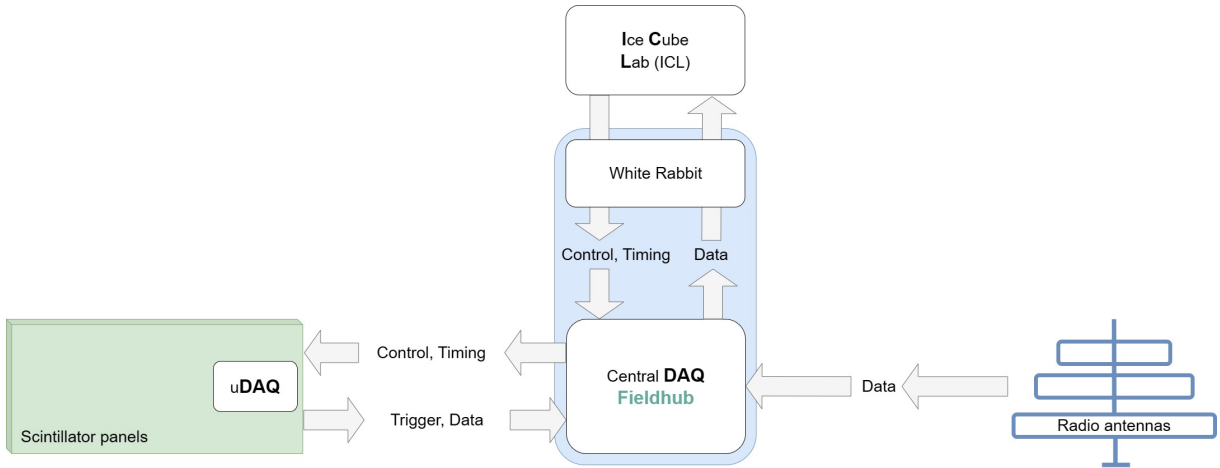 Ice Cube
Lab (ICL)
White Rabbit
Control, Timing
Data
Control, Timing
uDAQ
Trigger, Data
Scintillator panels
Central DAQ
Fieldhub
Data
Radio antennas